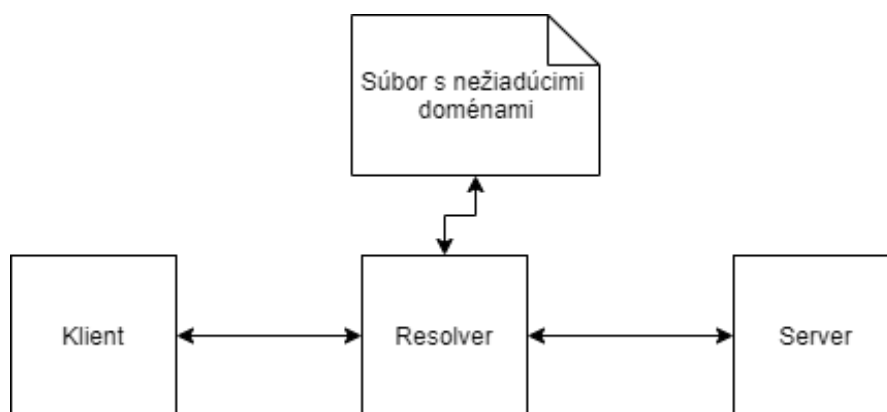 Súbor s nežiadúcimi
doménami
Klient
Resolver
Server